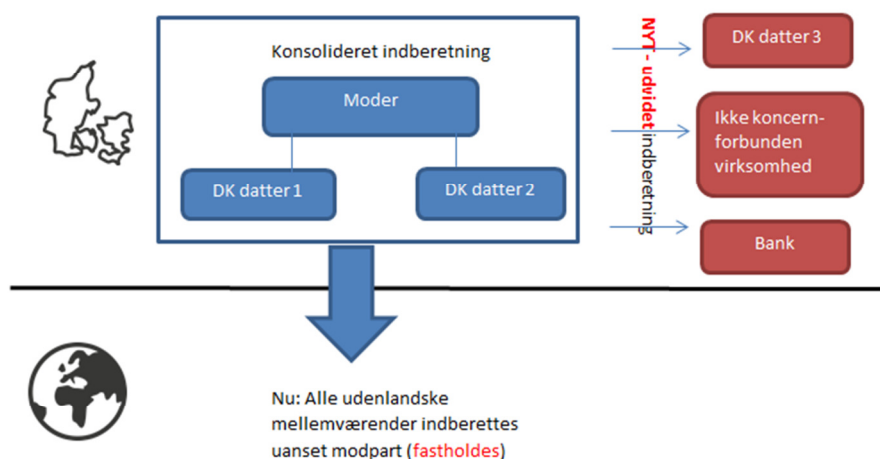 Konsolideret indberetning
Moder
DK datter 1
DK datter 2
NYT - udvidet indberetning
DK datter 3
Ikke koncern-
forbunden
virksomhed
Bank
Nu: Alle udenlandske
mellemværender indberettes
uanset modpart (fastholdes)